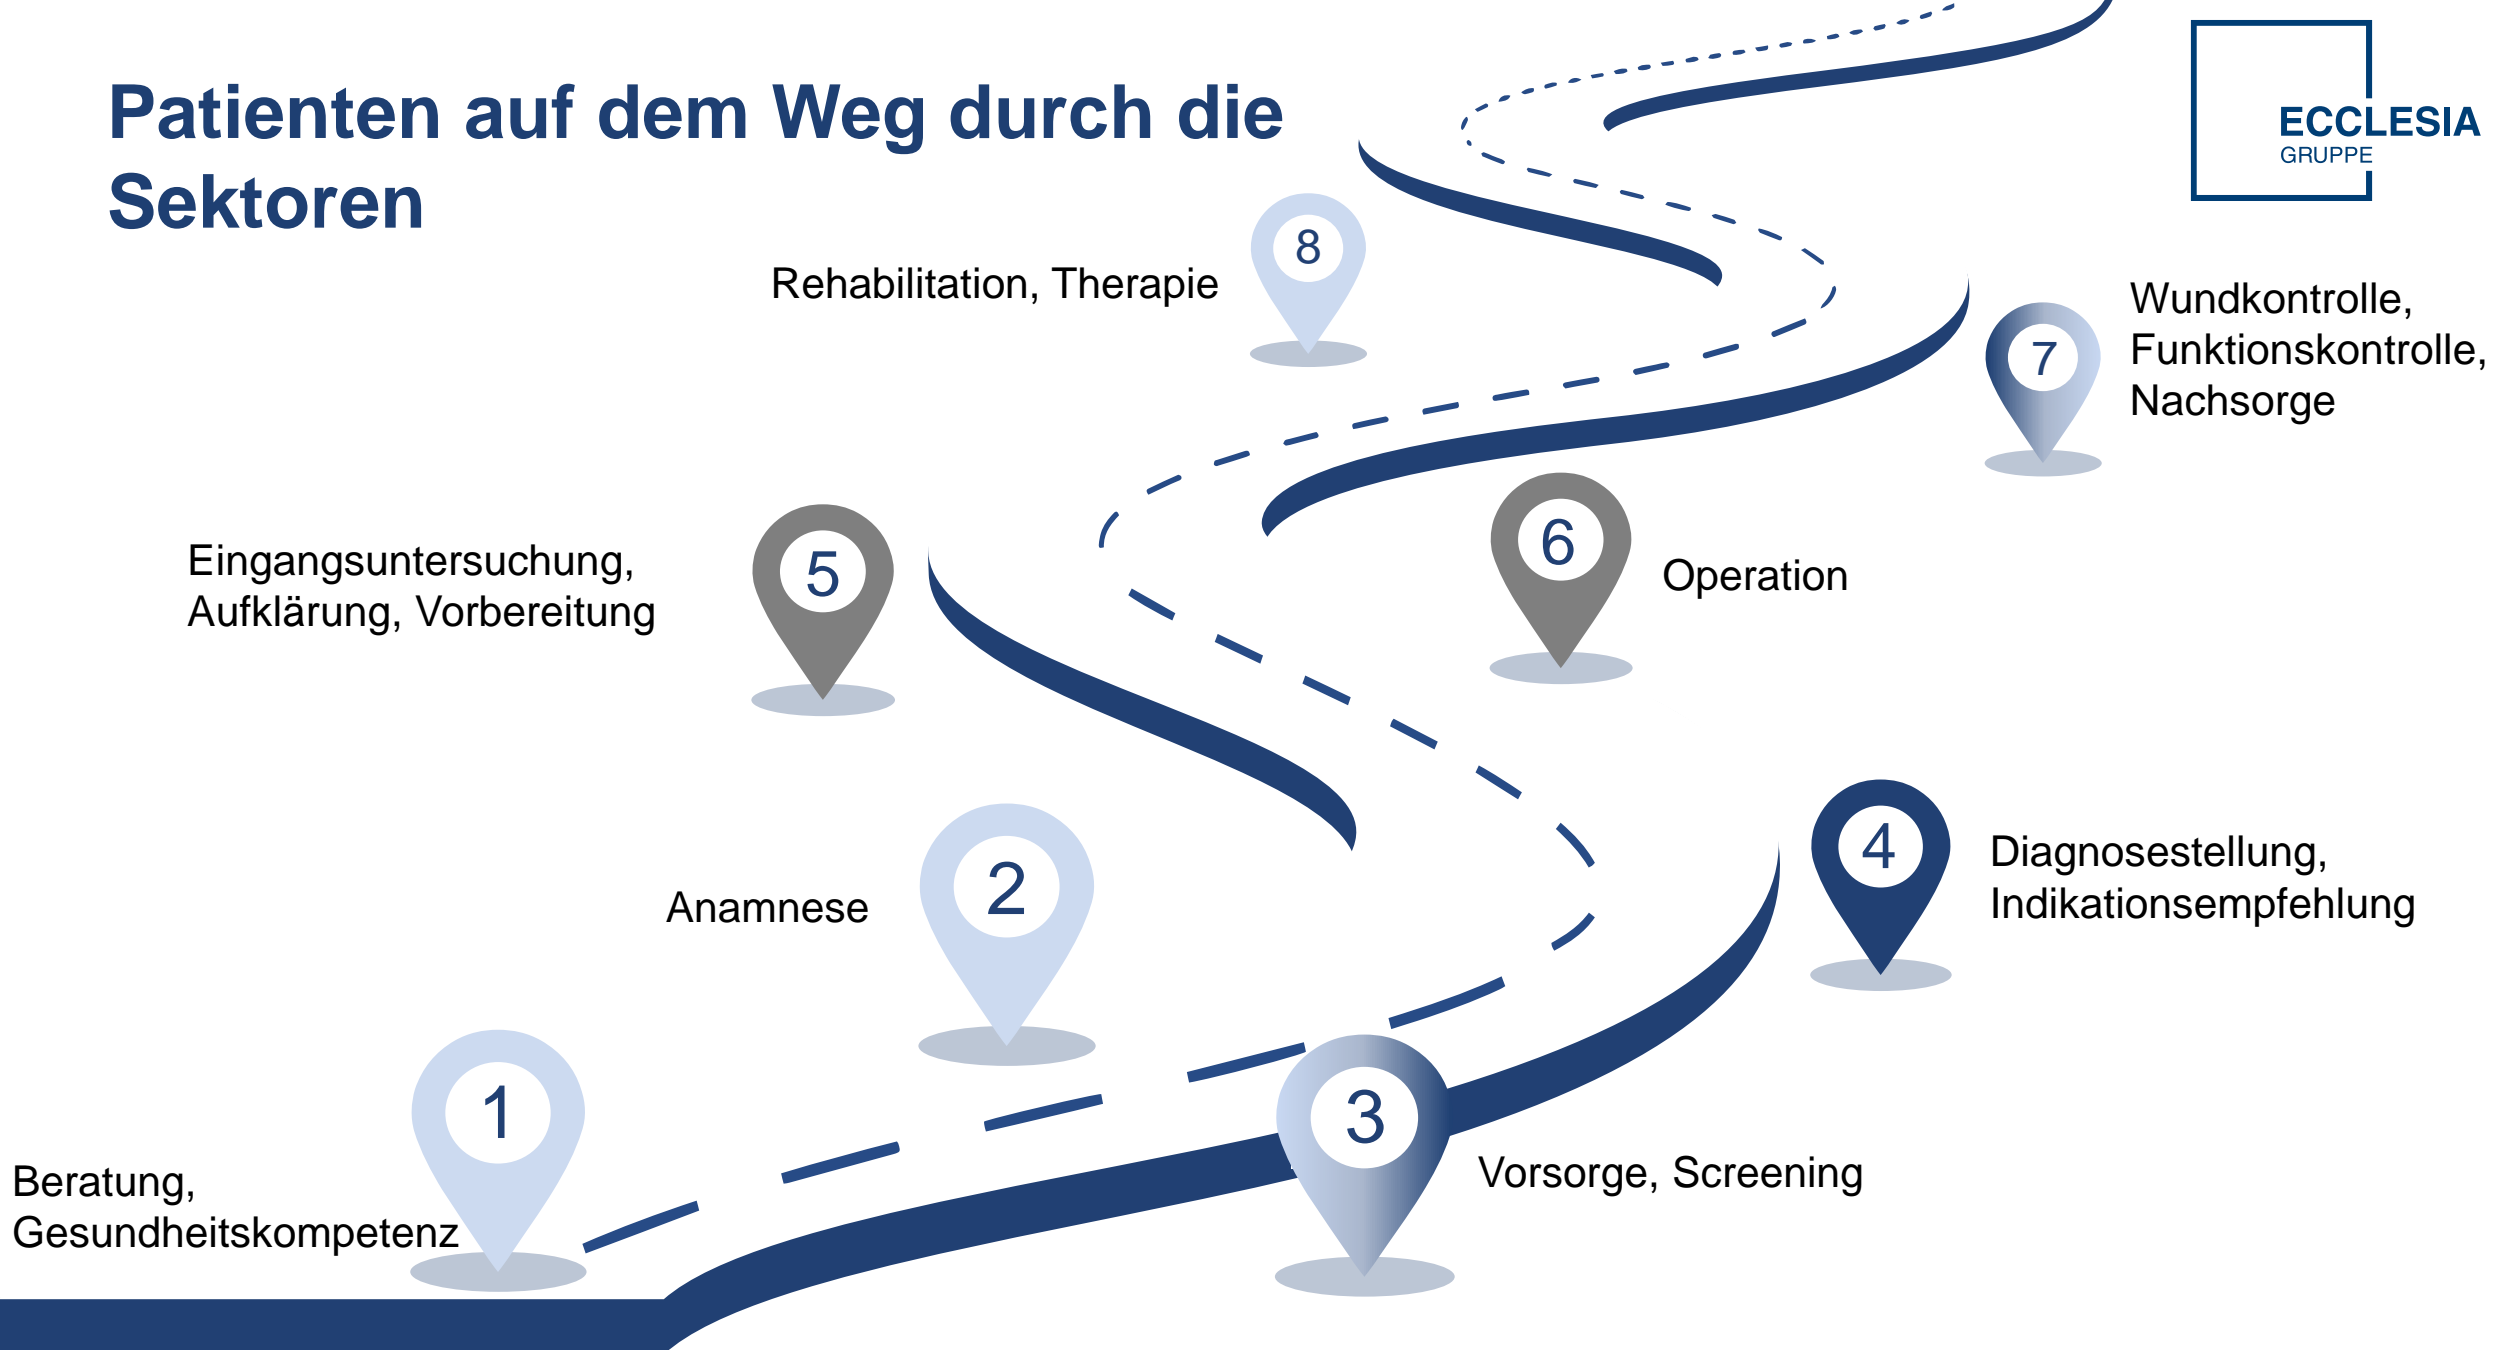 Patienten auf dem Weg durch die
Sektoren
ECCLESIA
GRUPPE
8
Rehabilitation, Therapie
7
Wundkontrolle,
Funktionskontrolle,
Nachsorge
5
Eingangsuntersuchung,
Aufklärung, Vorbereitung
6
Operation
4
Diagnosestellung,
Indikationsempfehlung
2
Anamnese
1
Beratung,
Gesundheitskompetenz
3
Vorsorge, Screening